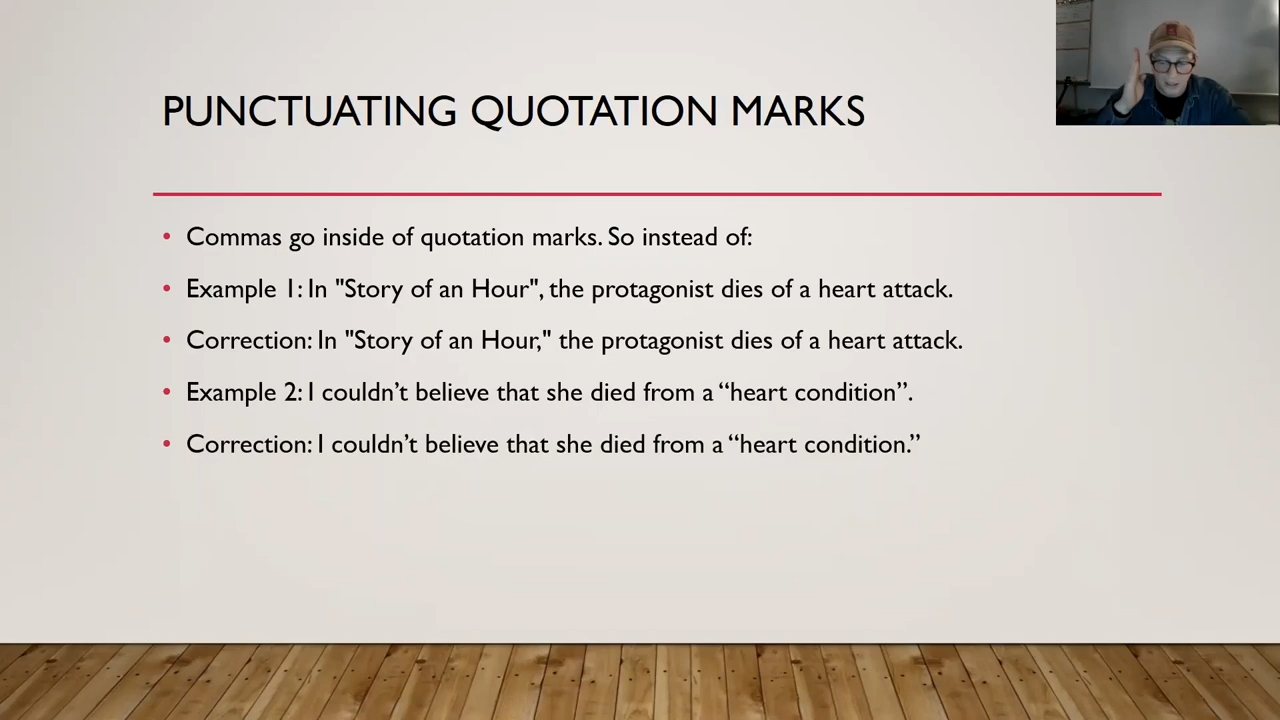 PUNCTUATING QUOTATION MARKS
• Commas go inside of quotation marks. So instead of:
• Example 1: In "Story of an Hour", the protagonist dies of a heart attack.
• Correction: In "Story of an Hour," the protagonist dies of a heart attack.
• Example 2: I couldn’t believe that she died from a “heart condition”.
• Correction: I couldn’t believe that she died from a “heart condition.”